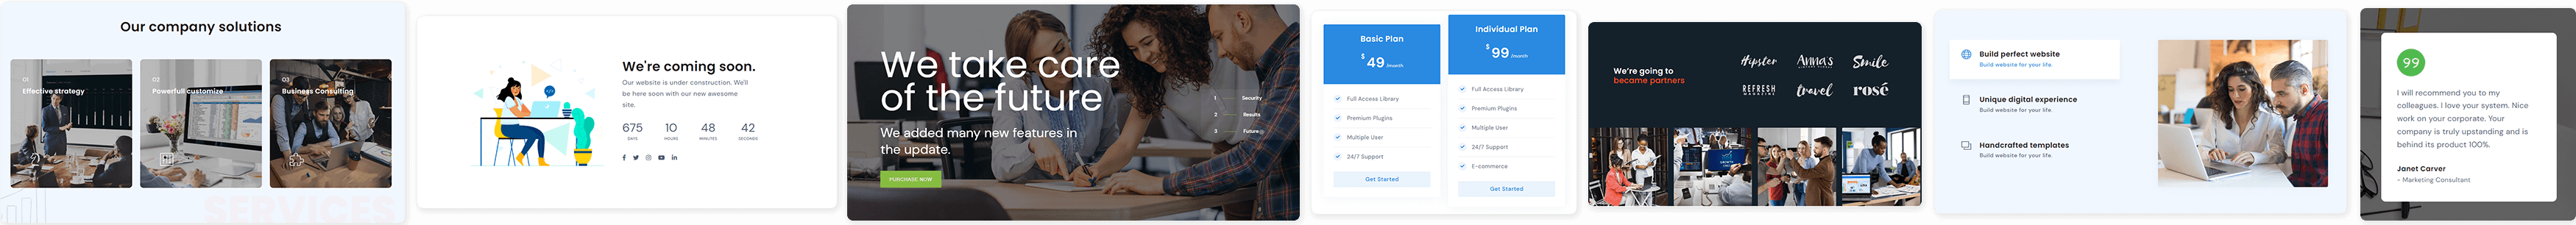 Our company solutions
01
Effective strategy
02
Powerfull customize
03
Business Consulting
SERVICES
We're coming soon.
Our website is under construction. We'll
be here soon with our new awesome
site.
675 10 48 42
DAYS HOURS MINUTES SECONDS
We take care
of the future
We added many new features in
the update.
PURCHASE NOW
1 Security
2 Results
3 Future
Basic Plan
$ 49 /month
Full Access Library
Premium Plugins
Multiple User
24/7 Support
Get Started
Individual Plan
$ 99 /month
Full Access Library
Premium Plugins
Multiple User
24/7 Support
E-commerce
Get Started
We're going to
became partners
Hipster Annas Smile
REFRESH travel rosé
Build perfect website
Build website for your life.
Unique digital experience
Build website for your life.
Handcrafted templates
Build website for your life.
99
I will recommend you to my
colleagues. I love your system. Nice
work on your corporate. Your
company is truly upstanding and is
behind its product 100%.
Janet Carver
- Marketing Consultant